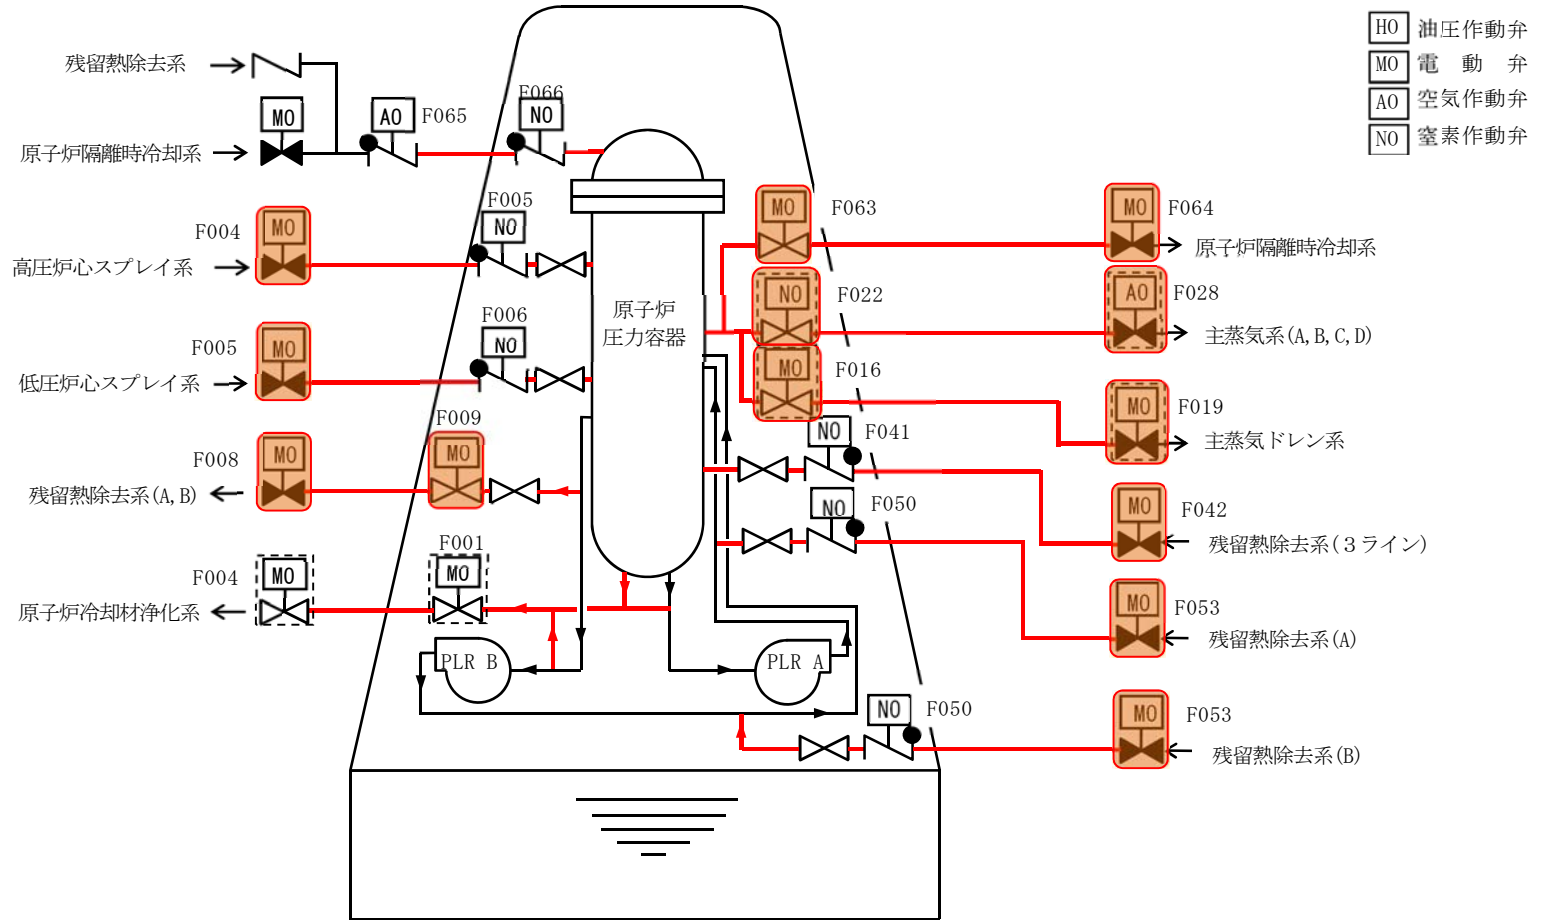 HO 油圧作動弁
MO 電動弁
AO 空気作動弁
NO 窒素作動弁
残留熱除去系
MO
AO
F065
F066
NO
原子炉隔離時冷却系
F004
MO
高圧炉心スプレイ系
F005
NO
F005
MO
低圧炉心スプレイ系
F006
NO
F008
MO
残留熱除去系(A,B)
F009
MO
F004
MO
原子炉冷却材浄化系
F001
MO
原子炉
圧力容器
PLR B
PLR A
MO
F063
MO
F064
原子炉隔離時冷却系
NO
F022
AO
F028
主蒸気系(A,B,C,D)
MO
F016
MO
F019
主蒸気ドレン系
NO
F041
MO
F042
残留熱除去系(３ライン)
NO
F050
MO
F053
残留熱除去系(A)
NO
F050
MO
F053
残留熱除去系(B)